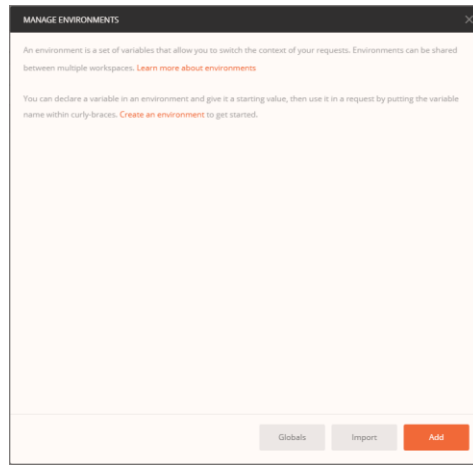 MANAGE ENVIRONMENTS
An environment is a set of variables that allow you to switch the context of your requests. Environments can be shared
between multiple workspaces. Learn more about environments
You can declare a variable in an environment and give it a starting value, then use it in a request by putting the variable
name within curly-braces. Create an environment to get started.
Globals Import Add